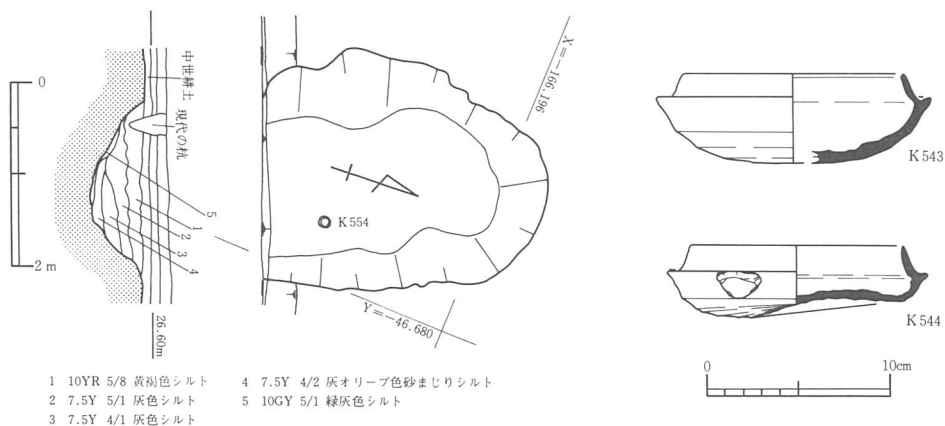 0
2 m
中世耕土
現代の杭
5
1
2
3
4
26.60m
X=-166.196
Y=-46.680
K554
K543
K544
0
10cm
1 10YR 5/8 黄褐色シルト
2 7.5Y 5/1 灰色シルト
3 7.5Y 4/1 灰色シルト
4 7.5Y 4/2 灰オリーブ色砂まじりシルト
5 10GY 5/1 緑灰色シルト